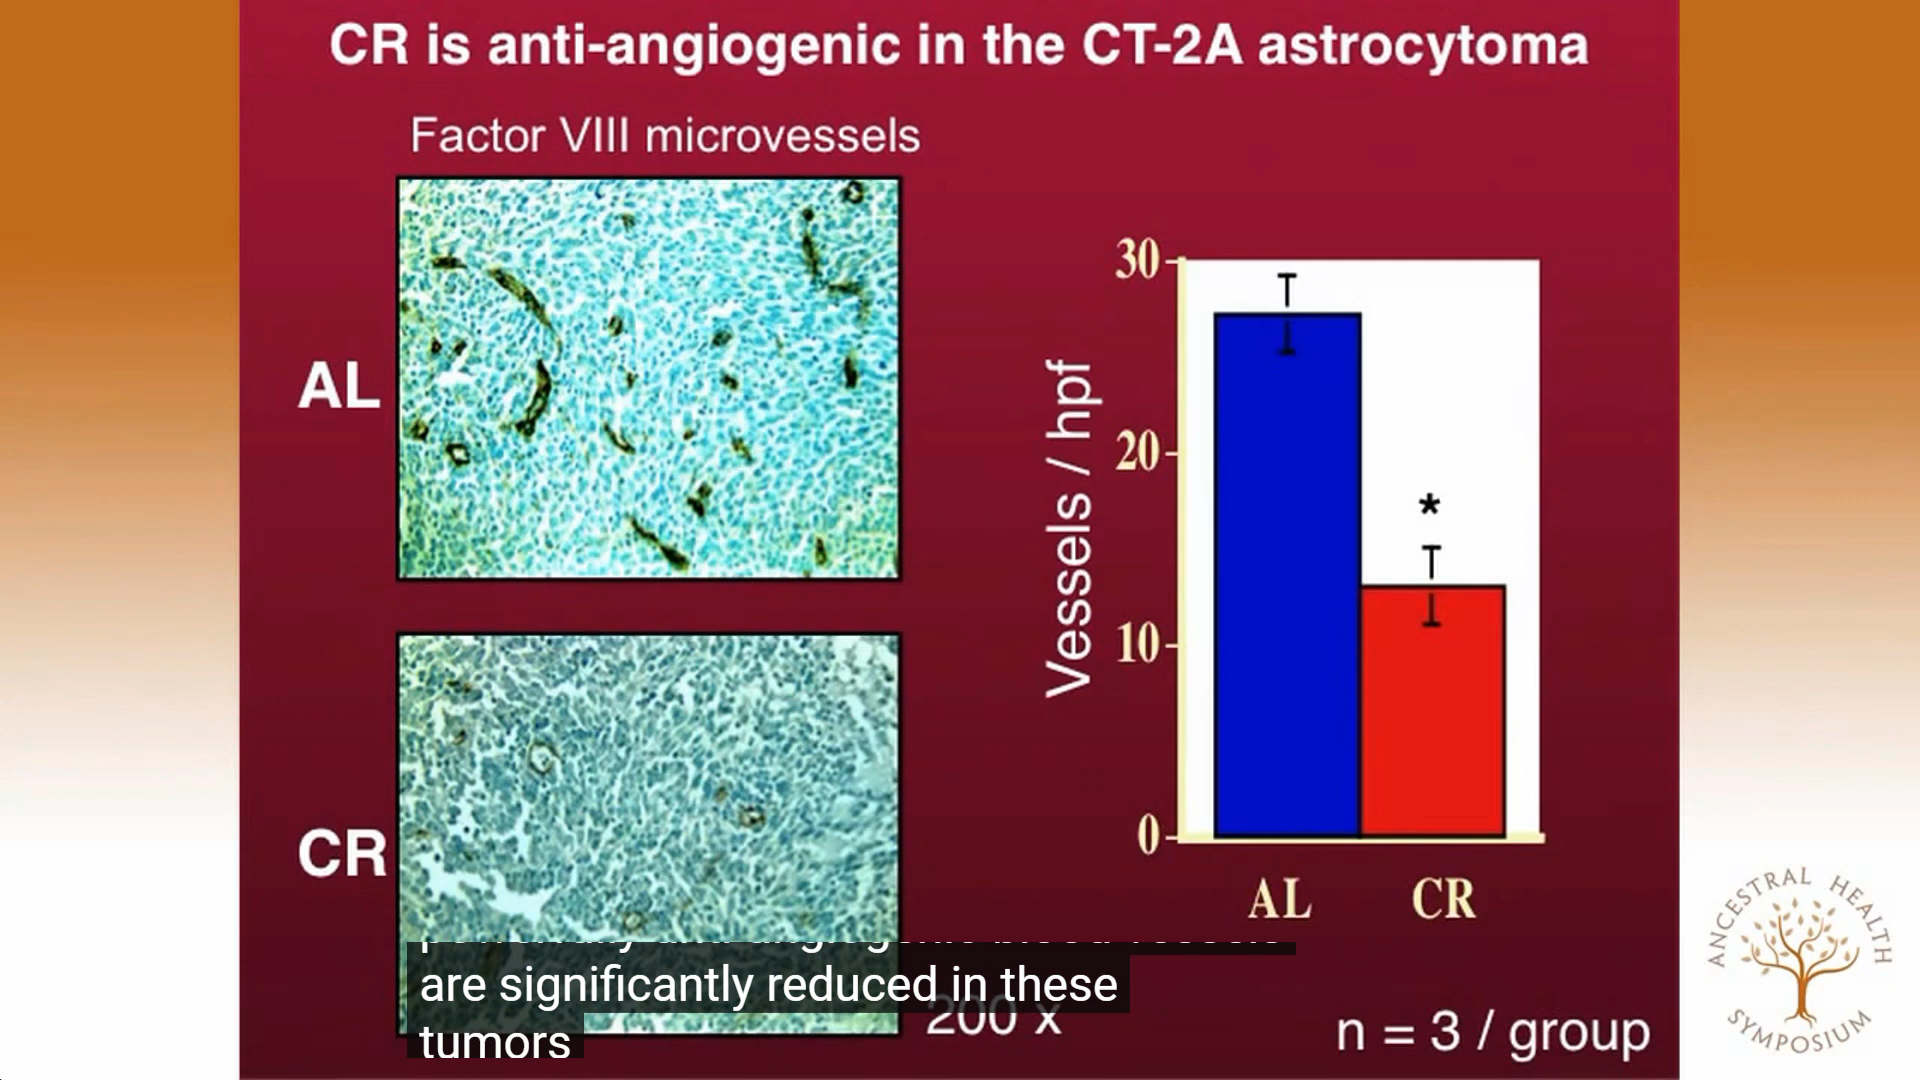 CR is anti-angiogenic in the CT-2A astrocytoma
Factor VIII microvessels
AL
CR
30
20
10
0
Vessels / hpf
*
AL
CR
are significantly reduced in these
tumors
200 x
n = 3 / group
ANCESTRAL HEALTH
SYMPOSIUM